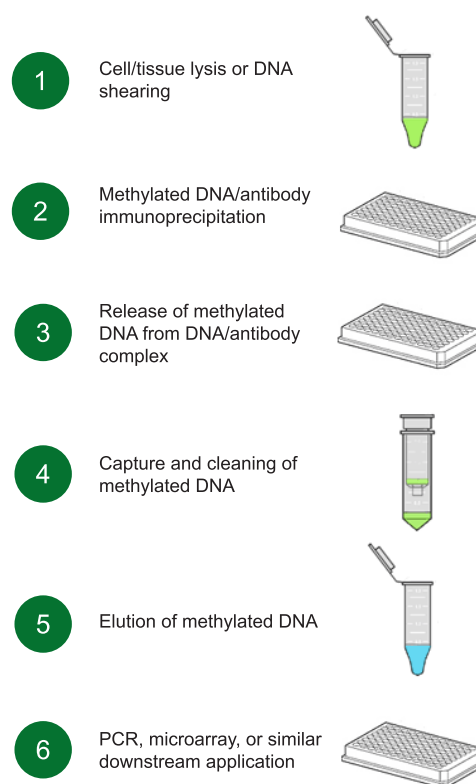 1
Cell/tissue lysis or DNA
shearing
2
Methylated DNA/antibody
immunoprecipitation
3
Release of methylated
DNA from DNA/antibody
complex
4
Capture and cleaning of
methylated DNA
5
Elution of methylated DNA
6
PCR, microarray, or similar
downstream application